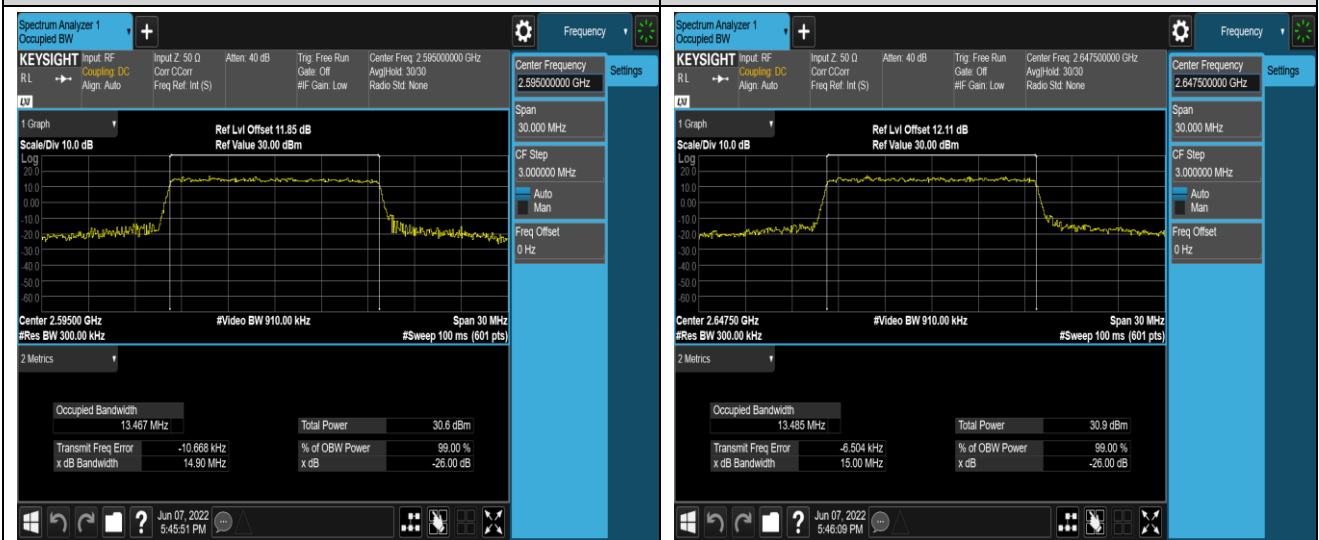 Spectrum Analyzer 1
Occupied BW
+
Frequency
KEYSIGHT
Input: RF
Coupling: DC
Align: Auto
Input Z: 50 Ω
Corr CCorr
Freq Ref: Int (S)
Atten: 40 dB
Trig: Free Run
Gate: Off
#IF Gain: Low
Center Freq: 2.595000000 GHz
Avg|Hold: 30/30
Radio Std: None
RL
LXI
Center Frequency
2.595000000 GHz
Settings
Span
30.000 MHz
CF Step
3.000000 MHz
Auto
Man
Freq Offset
0 Hz
1 Graph
Ref Lvl Offset 11.85 dB
Scale/Div 10.0 dB
Ref Value 30.00 dBm
Log
20.0
10.0
0.00
-10.0
-20.0
-30.0
-40.0
-50.0
-60.0
Center 2.59500 GHz
#Video BW 910.00 kHz
Span 30 MHz
#Res BW 300.00 kHz
#Sweep 100 ms (601 pts)
2 Metrics
Occupied Bandwidth
13.467 MHz
Total Power 30.6 dBm
Transmit Freq Error -10.668 kHz
% of OBW Power 99.00 %
x dB Bandwidth 14.90 MHz
x dB -26.00 dB
?
Jun 07, 2022
5:45:51 PM
Spectrum Analyzer 1
Occupied BW
+
Frequency
KEYSIGHT
Input: RF
Coupling: DC
Align: Auto
Input Z: 50 Ω
Corr CCorr
Freq Ref: Int (S)
Atten: 40 dB
Trig: Free Run
Gate: Off
#IF Gain: Low
Center Freq: 2.647500000 GHz
Avg|Hold: 30/30
Radio Std: None
RL
LXI
Center Frequency
2.647500000 GHz
Settings
Span
30.000 MHz
CF Step
3.000000 MHz
Auto
Man
Freq Offset
0 Hz
1 Graph
Ref Lvl Offset 12.11 dB
Scale/Div 10.0 dB
Ref Value 30.00 dBm
Log
20.0
10.0
0.00
-10.0
-20.0
-30.0
-40.0
-50.0
-60.0
Center 2.64750 GHz
#Video BW 910.00 kHz
Span 30 MHz
#Res BW 300.00 kHz
#Sweep 100 ms (601 pts)
2 Metrics
Occupied Bandwidth
13.485 MHz
Total Power 30.9 dBm
Transmit Freq Error -6.504 kHz
% of OBW Power 99.00 %
x dB Bandwidth 15.00 MHz
x dB -26.00 dB
?
Jun 07, 2022
5:46:09 PM